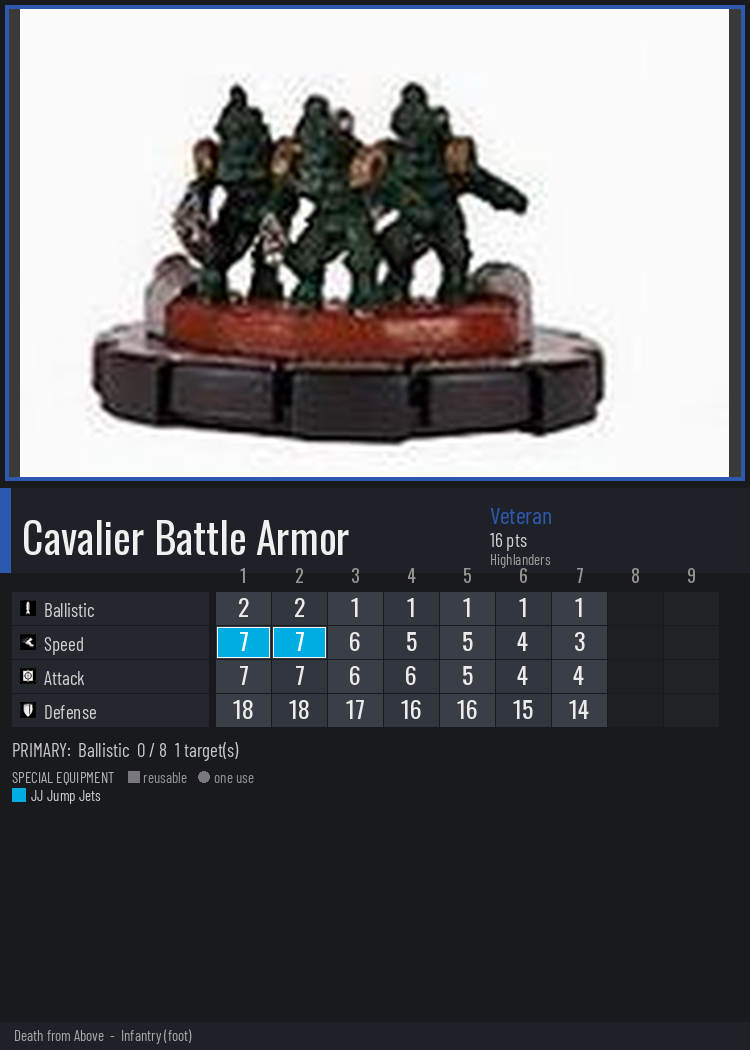 Cavalier Battle Armor
Veteran
16 pts
Highlanders
1 2 3 4 5 6 7 8 9
Ballistic 2 2 1 1 1 1 1
Speed 7 7 6 5 5 4 3
Attack 7 7 6 6 5 4 4
Defense 18 18 17 16 16 15 14
PRIMARY: Ballistic 0 / 8 1 target(s)
SPECIAL EQUIPMENT reusable one use
JJ Jump Jets
Death from Above - Infantry (foot)